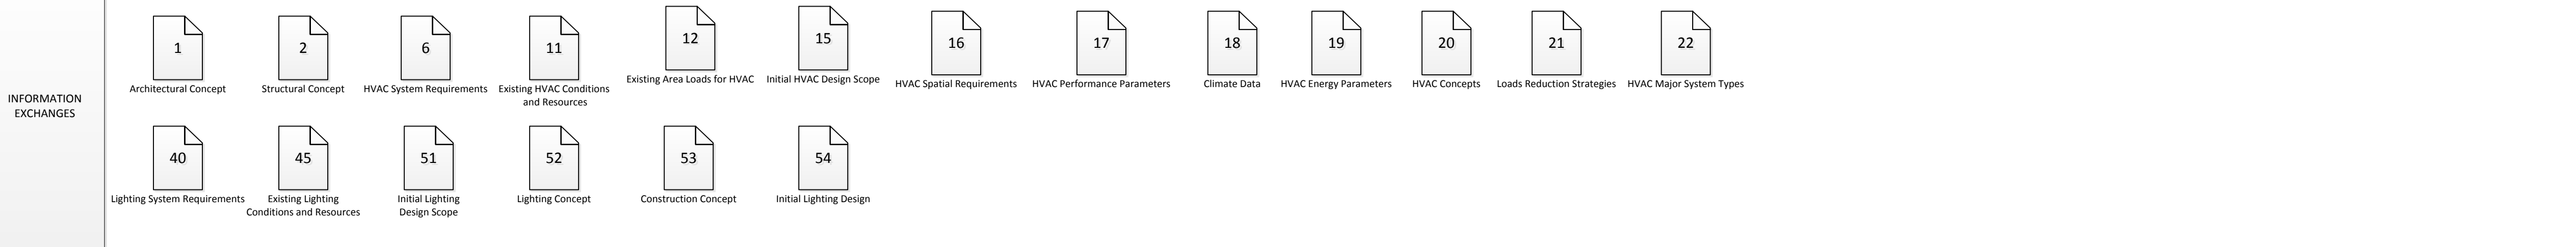 INFORMATION
EXCHANGES
1
Architectural Concept
2
Structural Concept
6
HVAC System Requirements
11
Existing HVAC Conditions
and Resources
12
Existing Area Loads for HVAC
15
Initial HVAC Design Scope
16
HVAC Spatial Requirements
17
HVAC Performance Parameters
18
Climate Data
19
HVAC Energy Parameters
20
HVAC Concepts
21
Loads Reduction Strategies
22
HVAC Major System Types
40
Lighting System Requirements
45
Existing Lighting
Conditions and Resources
51
Initial Lighting
Design Scope
52
Lighting Concept
53
Construction Concept
54
Initial Lighting Design